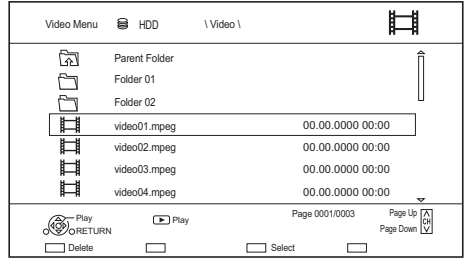 Video Menu HDD \ Video \
Parent Folder
Folder 01
Folder 02
video01.mpeg 00.00.0000 00:00
video02.mpeg 00.00.0000 00:00
video03.mpeg 00.00.0000 00:00
video04.mpeg 00.00.0000 00:00
Play Play Page 0001/0003 Page Up
CH
RETURN Page Down
Delete Select